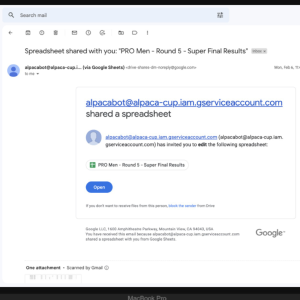 Search mail
Spreadsheet shared with you: "PRO Men - Round 5 - Super Final Results"
alpacabot@alpaca-cup.i... (via Google Sheets) <drive-shares-dm-noreply@google.com>
Mon, Feb 6, 11
to me
alpacabot@alpaca-cup.iam.gserviceaccount.com
shared a spreadsheet
alpacabot@alpaca-cup.iam.gserviceaccount.com (alpacabot@alpaca-cup.iam.
gserviceaccount.com) has invited you to edit the following spreadsheet:
PRO Men - Round 5 - Super Final Results
Open
If you don't want to receive files from this person, block the sender from Drive
Google LLC, 1600 Amphitheatre Parkway, Mountain View, CA 94043, USA
You have received this email because alpacabot@alpaca-cup.iam.gserviceaccount.com
shared a spreadsheet with you from Google Sheets.
Google
One attachment • Scanned by Gmail
MacBook Pro